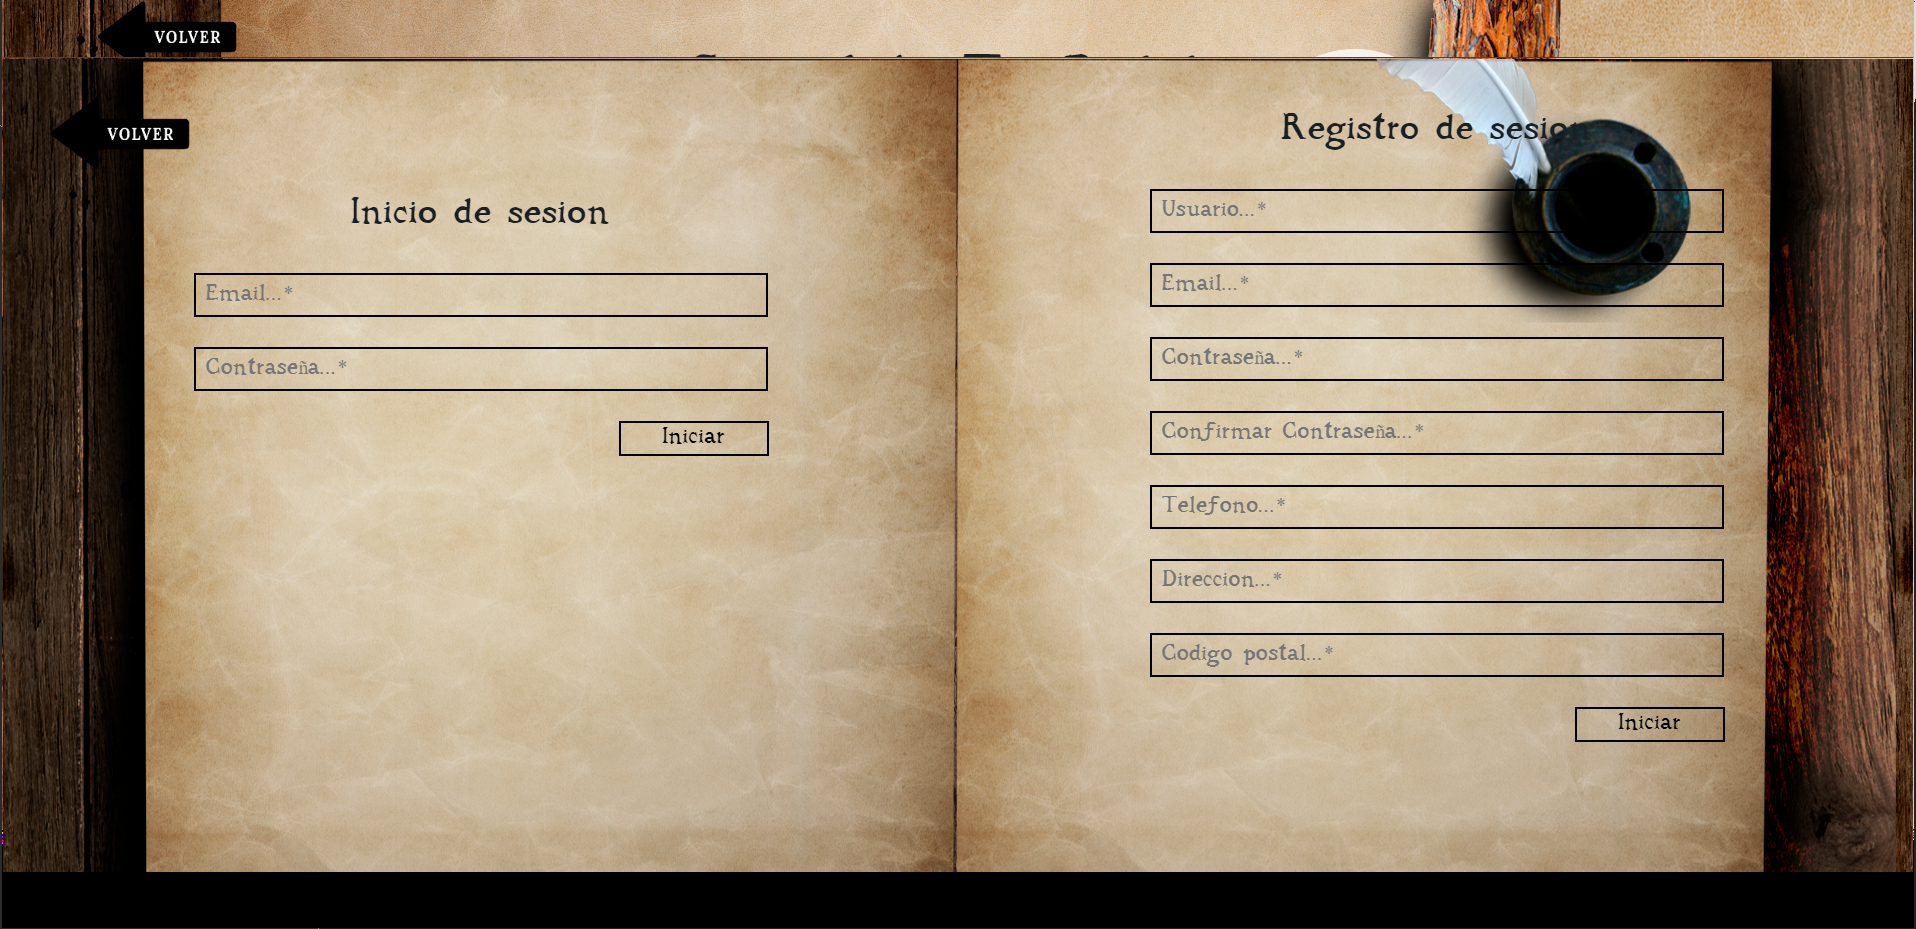 VOLVER
VOLVER
Inicio de sesion
Email...*
Contraseña...*
Iniciar
Registro de
Usuario...*
Email...*
Contraseña...*
Confirmar Contraseña...*
Telefono...*
Direccion...*
Codigo postal...*
Iniciar